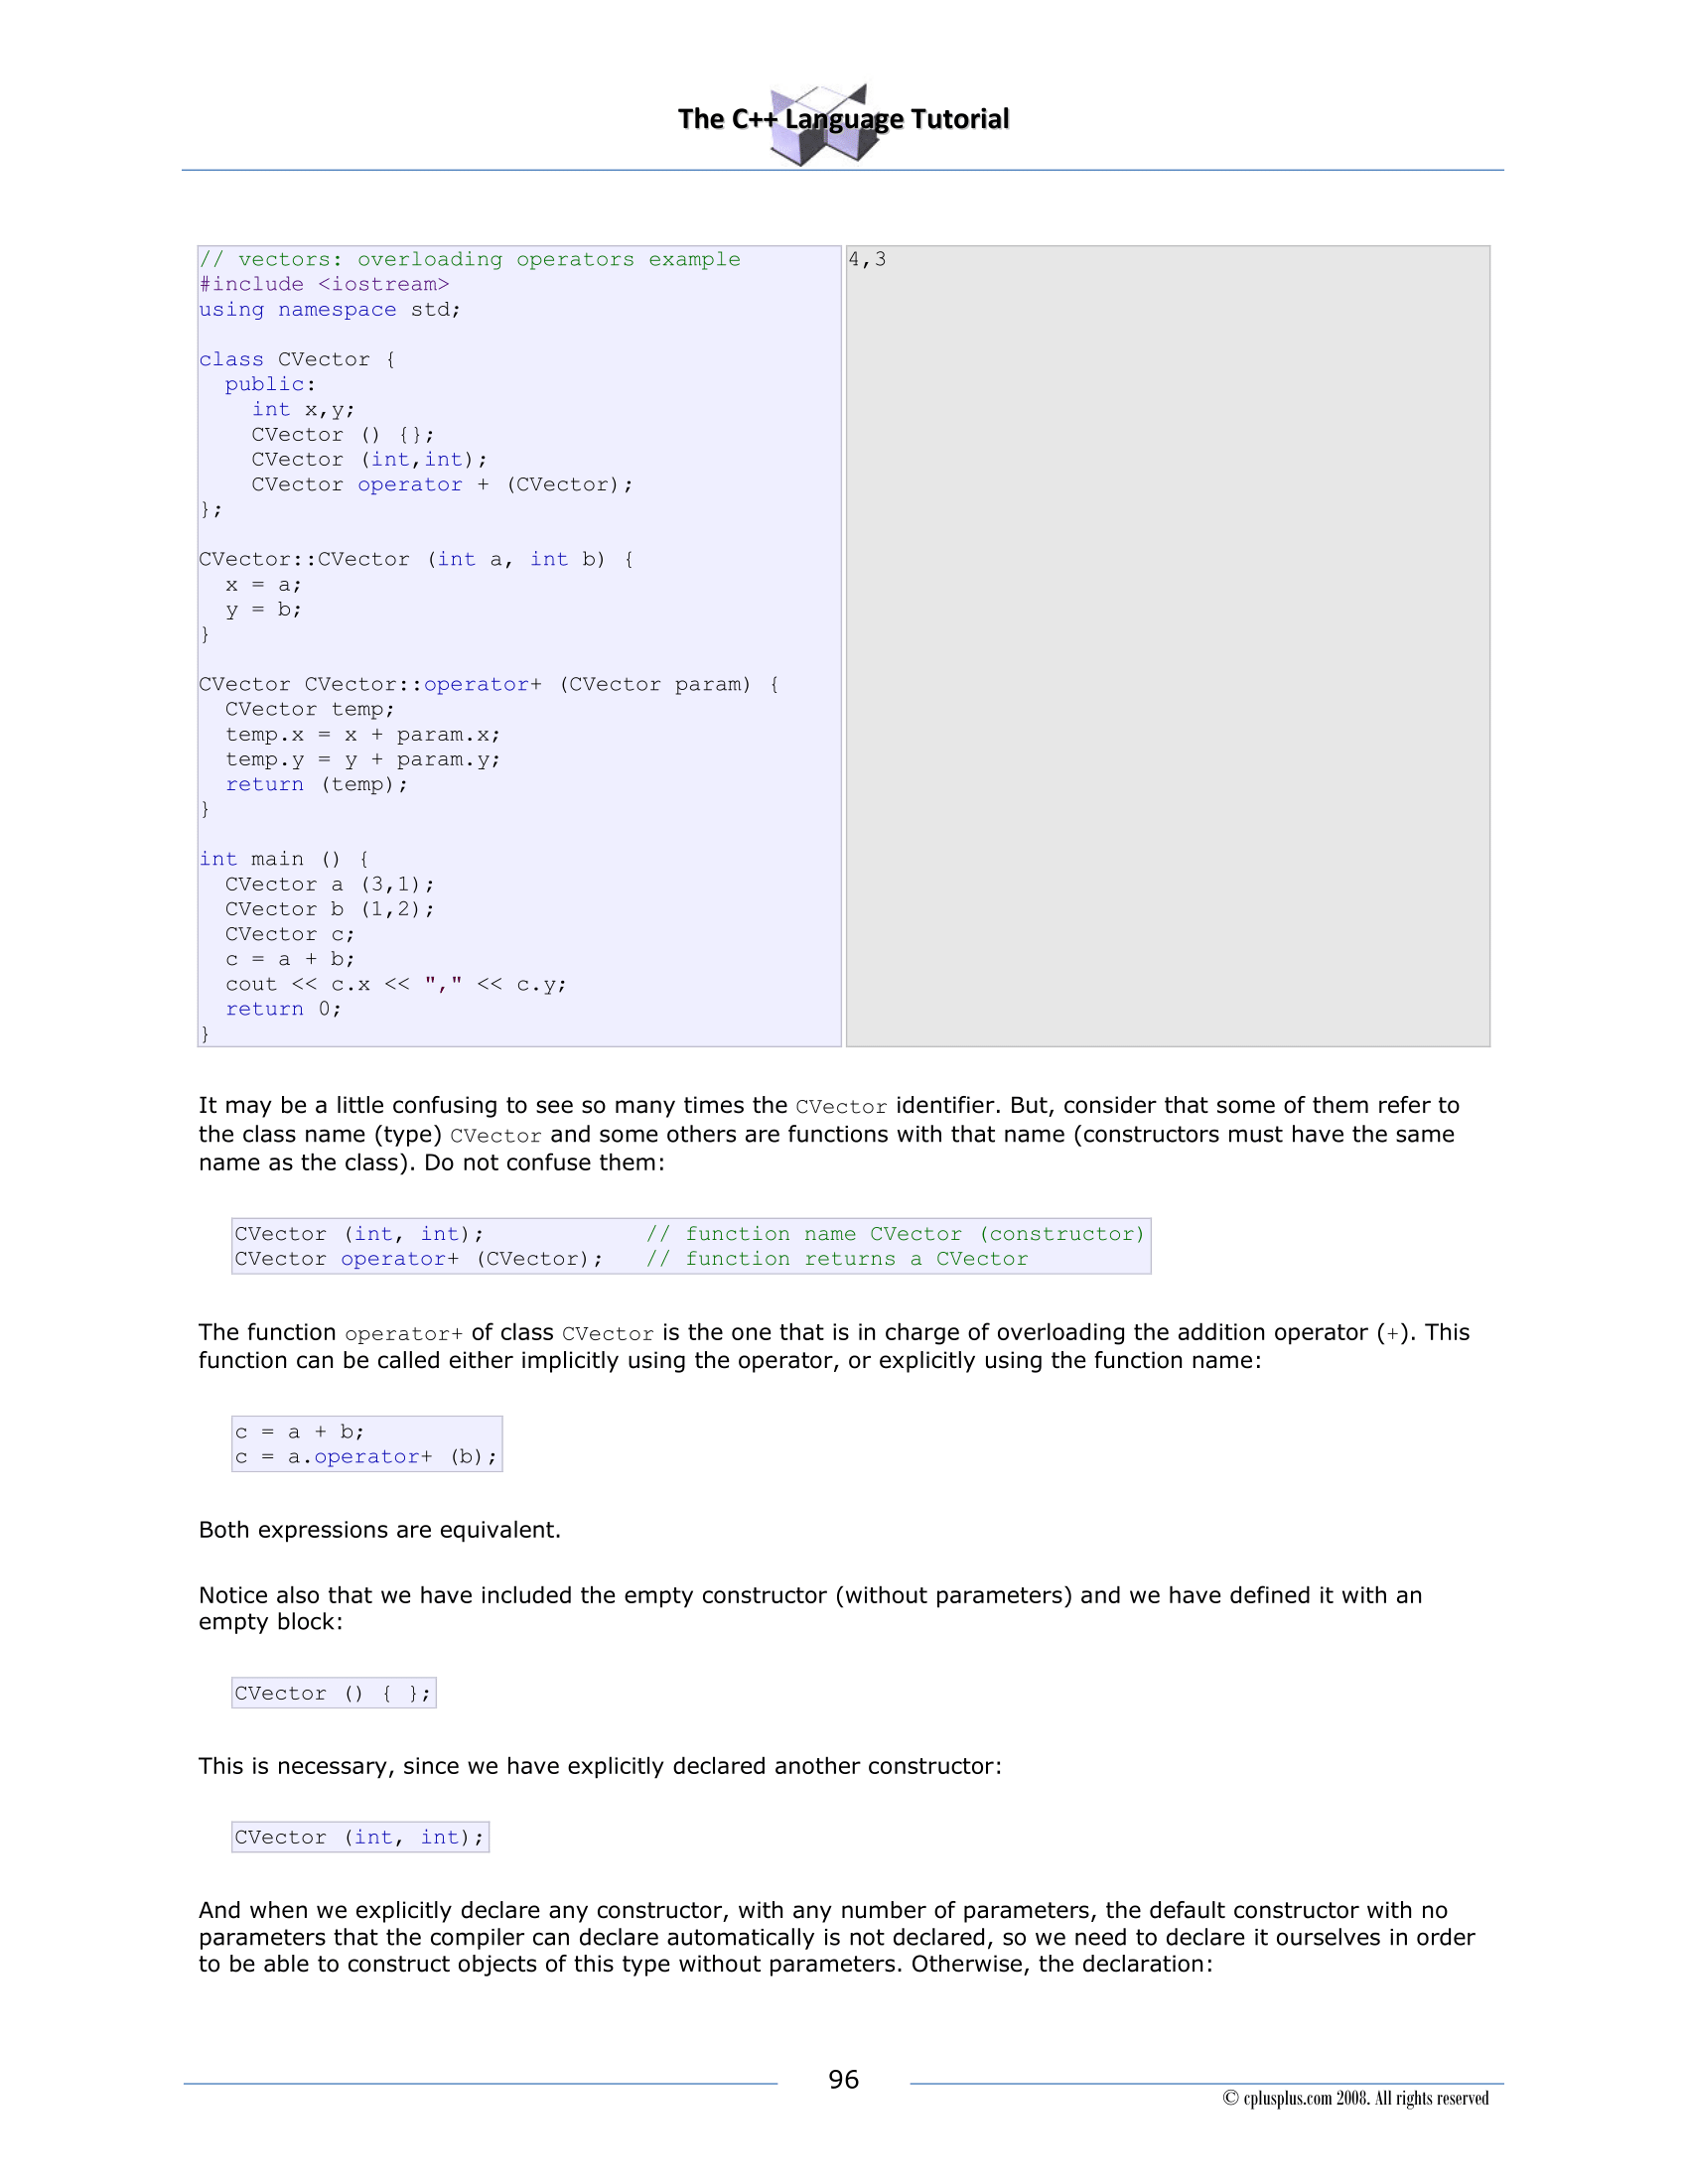 The C++ Language Tutorial
// vectors: overloading operators example
#include <iostream>
using namespace std;

class CVector {
  public:
    int x,y;
    CVector () {};
    CVector (int,int);
    CVector operator + (CVector);
};

CVector::CVector (int a, int b) {
  x = a;
  y = b;
}

CVector CVector::operator+ (CVector param) {
  CVector temp;
  temp.x = x + param.x;
  temp.y = y + param.y;
  return (temp);
}

int main () {
  CVector a (3,1);
  CVector b (1,2);
  CVector c;
  c = a + b;
  cout << c.x << "," << c.y;
  return 0;
}
4,3
It may be a little confusing to see so many times the CVector identifier. But, consider that some of them refer to
the class name (type) CVector and some others are functions with that name (constructors must have the same
name as the class). Do not confuse them:
CVector (int, int);            // function name CVector (constructor)
CVector operator+ (CVector);   // function returns a CVector
The function operator+ of class CVector is the one that is in charge of overloading the addition operator (+). This
function can be called either implicitly using the operator, or explicitly using the function name:
c = a + b;
c = a.operator+ (b);
Both expressions are equivalent.
Notice also that we have included the empty constructor (without parameters) and we have defined it with an
empty block:
CVector () { };
This is necessary, since we have explicitly declared another constructor:
CVector (int, int);
And when we explicitly declare any constructor, with any number of parameters, the default constructor with no
parameters that the compiler can declare automatically is not declared, so we need to declare it ourselves in order
to be able to construct objects of this type without parameters. Otherwise, the declaration:
96
© cplusplus.com 2008. All rights reserved